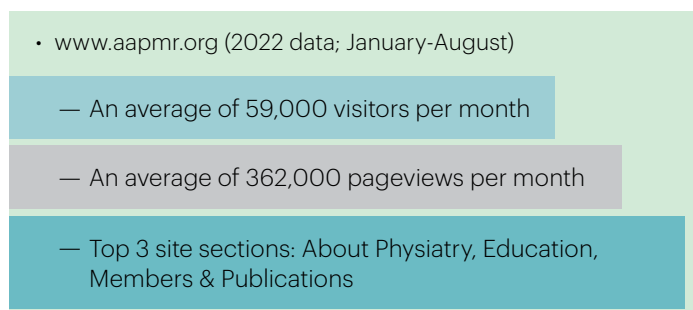 • www.aapmr.org (2022 data; January-August)
— An average of 59,000 visitors per month
— An average of 362,000 pageviews per month
— Top 3 site sections: About Physiatry, Education,
Members & Publications